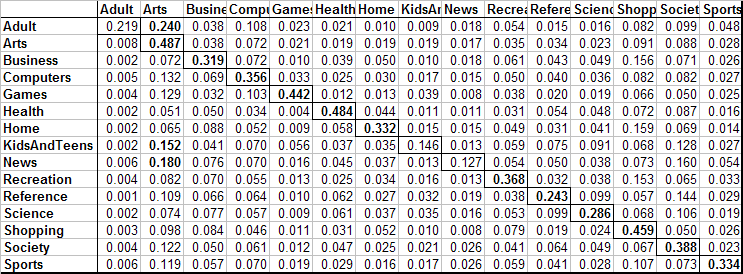 Adult Arts Busine Compu Games Health Home KidsAr News Recrea Refere Scienc Shopp Societ Sports
Adult 0.219 0.240 0.038 0.108 0.023 0.021 0.010 0.009 0.018 0.054 0.015 0.016 0.082 0.099 0.048
Arts 0.008 0.487 0.038 0.072 0.021 0.019 0.019 0.019 0.017 0.035 0.034 0.023 0.091 0.088 0.028
Business 0.002 0.072 0.319 0.072 0.010 0.039 0.050 0.010 0.018 0.061 0.043 0.049 0.156 0.071 0.026
Computers 0.005 0.132 0.069 0.356 0.033 0.025 0.030 0.017 0.015 0.050 0.040 0.036 0.082 0.082 0.027
Games 0.004 0.129 0.032 0.103 0.442 0.012 0.013 0.039 0.008 0.038 0.020 0.019 0.066 0.050 0.025
Health 0.002 0.051 0.050 0.034 0.004 0.484 0.044 0.011 0.011 0.031 0.054 0.048 0.072 0.087 0.016
Home 0.002 0.065 0.088 0.052 0.009 0.058 0.332 0.015 0.015 0.049 0.031 0.041 0.159 0.069 0.014
KidsAndTeens 0.002 0.152 0.041 0.070 0.056 0.037 0.035 0.146 0.013 0.059 0.075 0.091 0.068 0.128 0.027
News 0.006 0.180 0.076 0.070 0.016 0.045 0.037 0.013 0.127 0.054 0.050 0.038 0.073 0.160 0.054
Recreation 0.004 0.082 0.070 0.055 0.013 0.025 0.034 0.016 0.013 0.368 0.032 0.038 0.153 0.065 0.033
Reference 0.001 0.109 0.066 0.064 0.010 0.062 0.027 0.032 0.019 0.038 0.243 0.099 0.057 0.144 0.029
Science 0.002 0.074 0.077 0.057 0.009 0.061 0.037 0.035 0.016 0.053 0.099 0.286 0.068 0.106 0.019
Shopping 0.003 0.098 0.084 0.046 0.011 0.031 0.052 0.010 0.008 0.079 0.019 0.024 0.459 0.050 0.026
Society 0.004 0.122 0.050 0.061 0.012 0.047 0.025 0.021 0.026 0.041 0.064 0.049 0.067 0.388 0.023
Sports 0.006 0.119 0.057 0.070 0.019 0.029 0.016 0.017 0.026 0.059 0.041 0.028 0.107 0.073 0.334